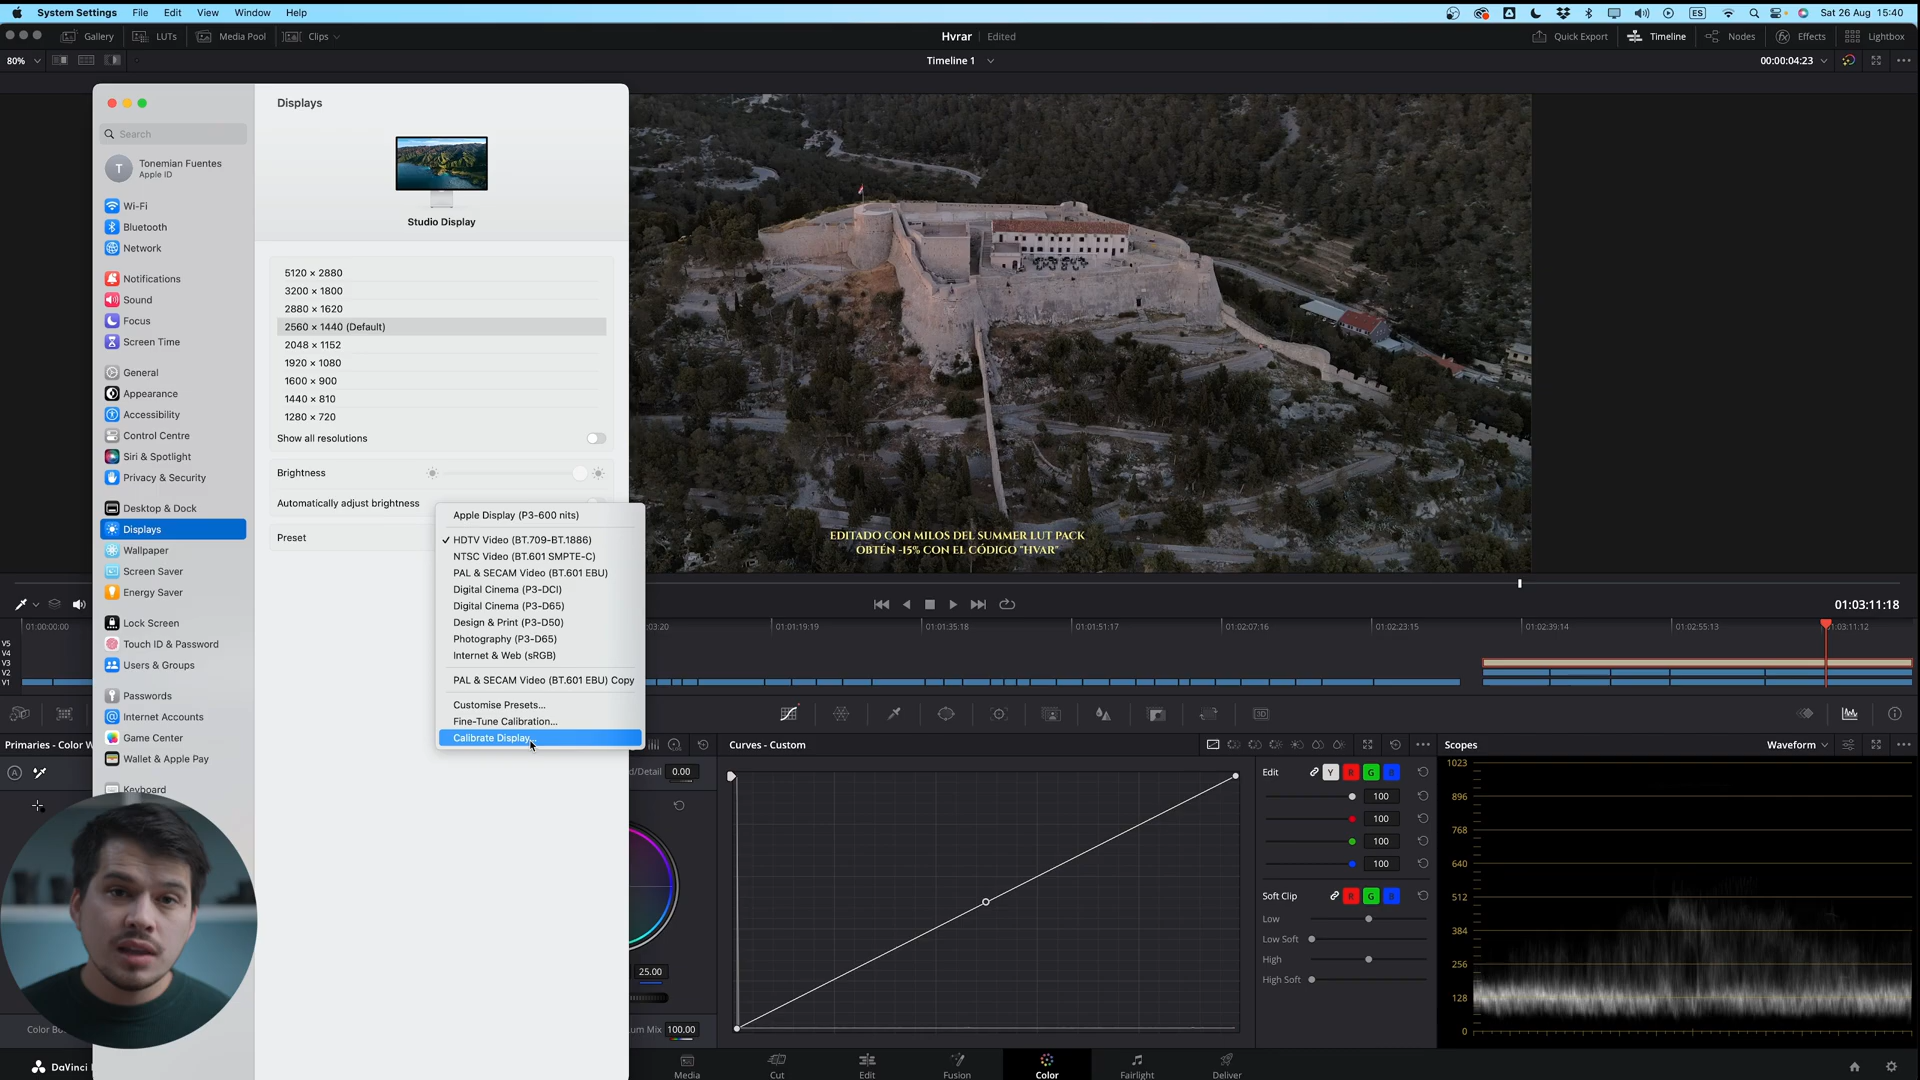 System Settings File Edit View Window Help
ES Sat 26 Aug 15:40
Gallery LUTs Media Pool Clips
Hvrar Edited
Quick Export Timeline Nodes Effects Lightbox
80%
Timeline 1
00:00:04:23
Displays
Search
Tonemian Fuentes
Apple ID
T
Wi-Fi
Bluetooth
Network
Notifications
Sound
Focus
Screen Time
General
Appearance
Accessibility
Control Centre
Siri & Spotlight
Privacy & Security
Desktop & Dock
Displays
Wallpaper
Screen Saver
Energy Saver
Lock Screen
Touch ID & Password
Users & Groups
Passwords
Internet Accounts
Game Center
Wallet & Apple Pay
Keyboard
Studio Display
5120 × 2880
3200 × 1800
2880 × 1620
2560 × 1440 (Default)
2048 × 1152
1920 × 1080
1600 × 900
1440 × 810
1280 × 720
Show all resolutions
Brightness
Automatically adjust brightness
Preset
Apple Display (P3-600 nits)
✓ HDTV Video (BT.709-BT.1886)
NTSC Video (BT.601 SMPTE-C)
PAL & SECAM Video (BT.601 EBU)
Digital Cinema (P3-DCI)
Digital Cinema (P3-D65)
Design & Print (P3-D50)
Photography (P3-D65)
Internet & Web (sRGB)
PAL & SECAM Video (BT.601 EBU) Copy
Customise Presets...
Fine-Tune Calibration...
Calibrate Display...
EDITADO CON MILOS DEL SUMMER LUT PACK
OBTÉN -15% CON EL CÓDIGO "HVAR"
01:03:11:18
01:00:00:00 03:20 01:01:19:19 01:01:35:18 01:01:51:17 01:02:07:16 01:02:23:15 01:02:39:14 01:02:55:13 01:03:11:12
V5
V4
V3
V2
V1
Primaries - Color W
d/Detail 0.00
25.00
Color Bo
um Mix 100.00
Curves - Custom
Edit Y R G B
100
100
100
100
Soft Clip R G B
Low
Low Soft
High
High Soft
Scopes
Waveform
1023
896
768
640
512
384
256
128
0
DaVinci
Media Cut Edit Fusion Color Fairlight Deliver